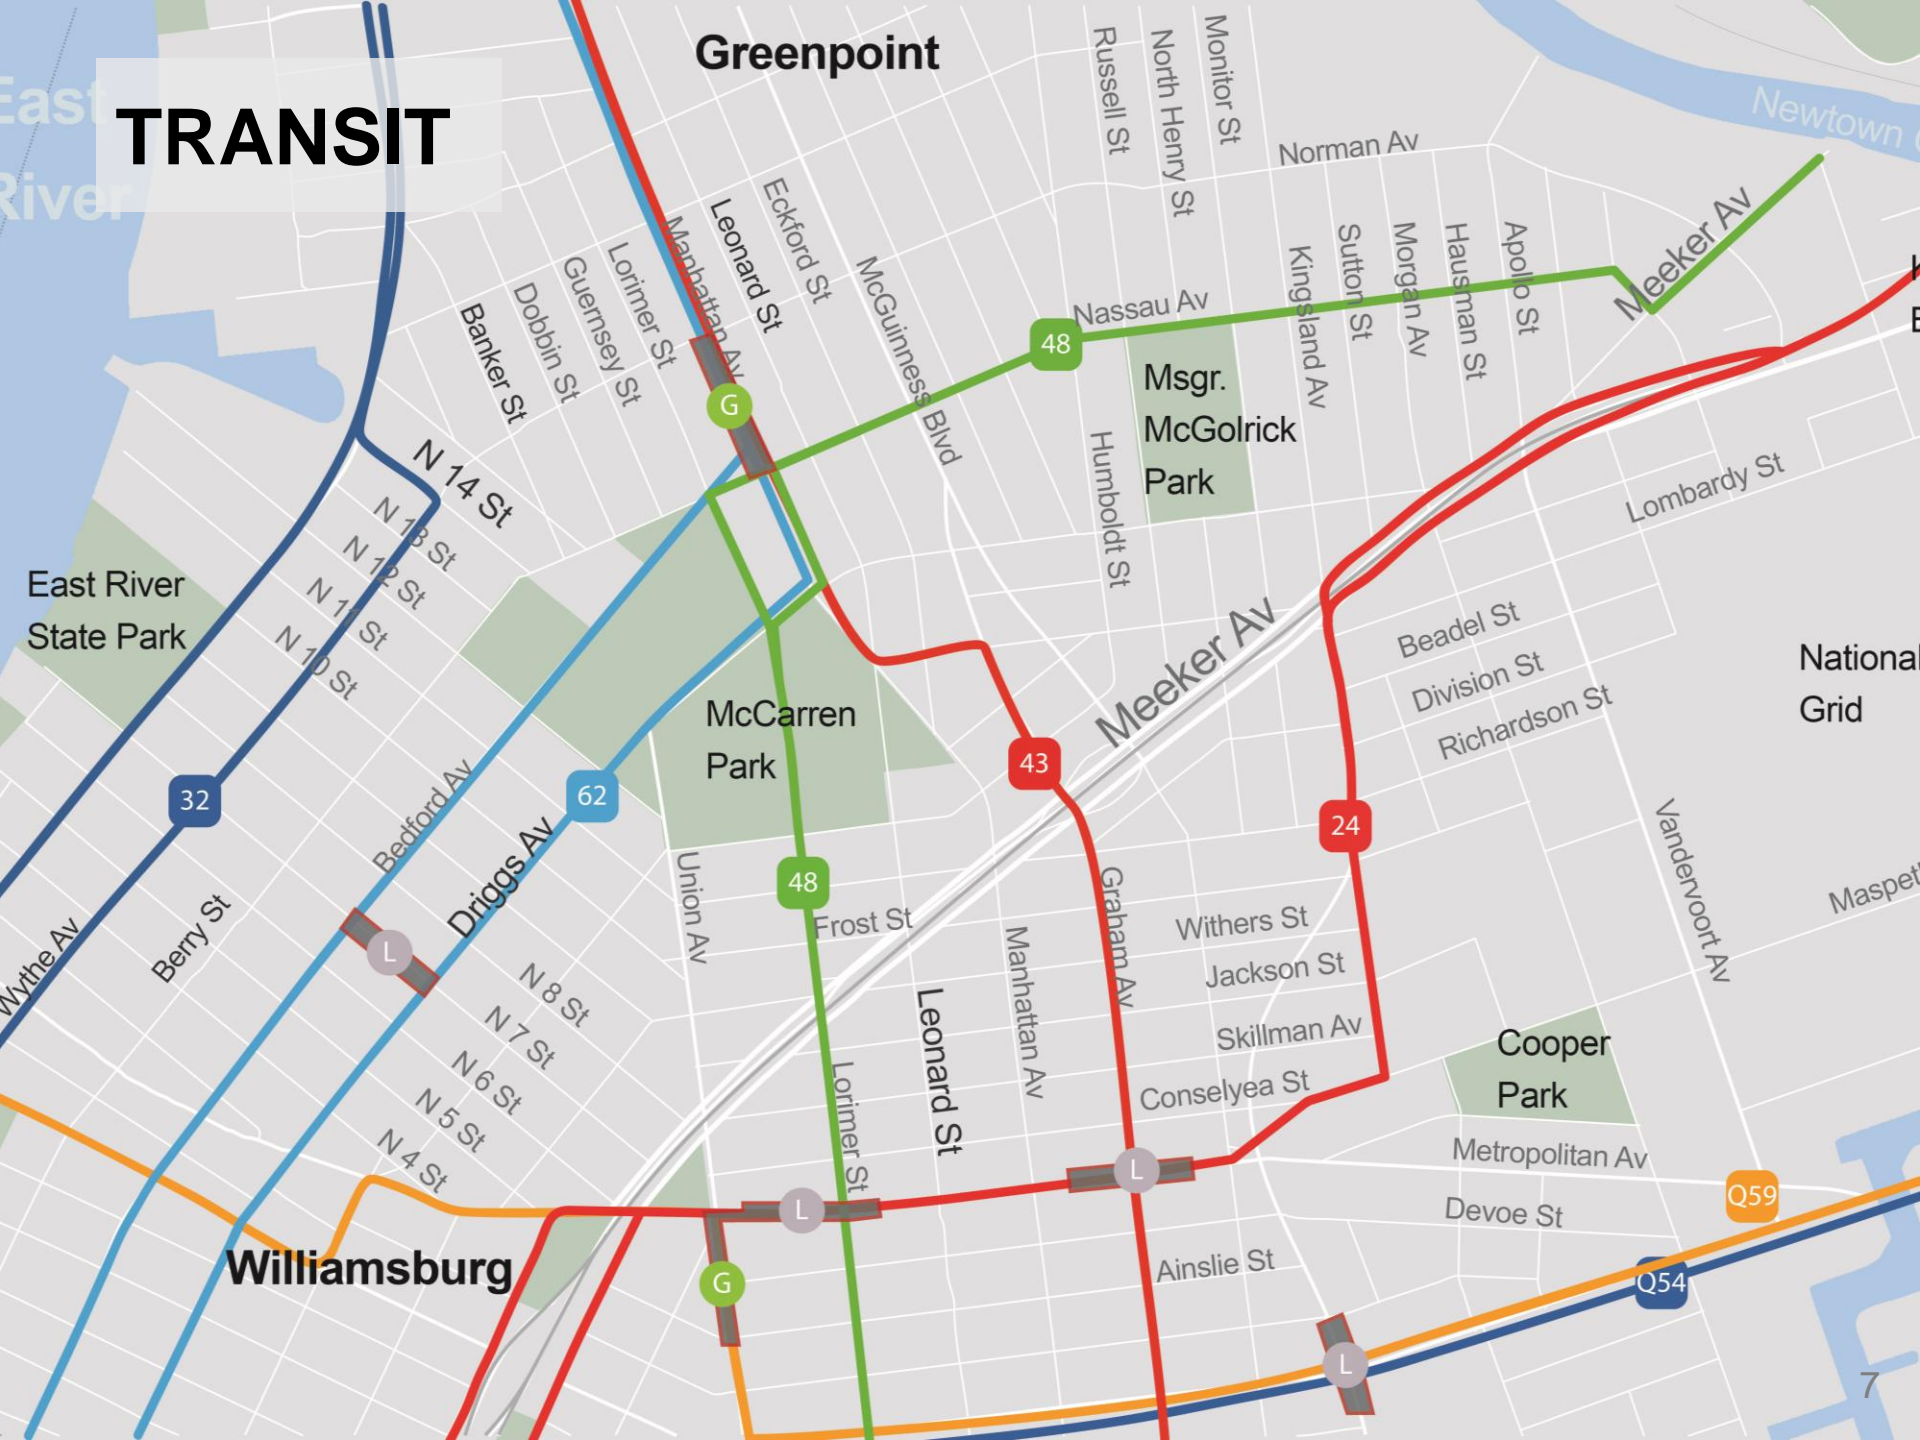 TRANSIT
East
River
Greenpoint
Russell St
North Henry St
Monitor St
Norman Av
Newtown
Meeker Av
Manhattan Av
Leonard St
Eckford St
McGuinness Blvd
Lorimer St
Guernsey St
Dobbin St
Banker St
Nassau Av
48
Kingsland Av
Sutton St
Morgan Av
Hausman St
Apollo St
G
Msgr.
McGolrick
Park
Humboldt St
Lombardy St
N 14 St
N 13 St
N 12 St
N 11 St
N 10 St
East River
State Park
Meeker Av
Beadel St
Division St
Richardson St
National
Grid
McCarren
Park
43
32
62
24
Bedford Av
Driggs Av
Berry St
Wythe Av
Union Av
48
Frost St
Graham Av
Withers St
Jackson St
Skillman Av
Conselyea St
Vandervoort Av
Maspet
L
N 8 St
N 7 St
N 6 St
N 5 St
N 4 St
Lorimer St
Leonard St
Manhattan Av
Cooper
Park
Metropolitan Av
Devoe St
Q59
L
L
Williamsburg
G
Ainslie St
Q54
L
7